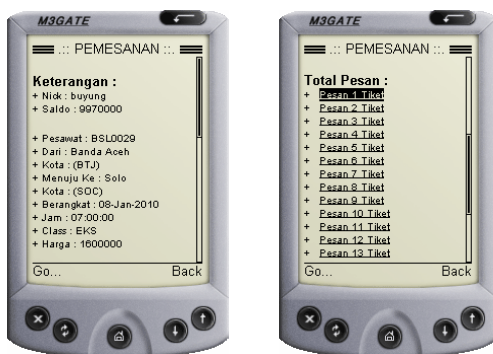 M3GATE
.:: PEMESANAN ::.
Keterangan :
+ Nick : buyung
+ Saldo : 9970000
+ Pesawat : BSL0029
+ Dari : Banda Aceh
+ Kota : (BTJ)
+ Menuju Ke : Solo
+ Kota : (SOC)
+ Berangkat : 08-Jan-2010
+ Jam : 07:00:00
+ Class : EKS
+ Harga : 1600000
Go... Back
M3GATE
.:: PEMESANAN ::.
Total Pesan :
+ Pesan 1 Tiket
+ Pesan 2 Tiket
+ Pesan 3 Tiket
+ Pesan 4 Tiket
+ Pesan 5 Tiket
+ Pesan 6 Tiket
+ Pesan 7 Tiket
+ Pesan 8 Tiket
+ Pesan 9 Tiket
+ Pesan 10 Tiket
+ Pesan 11 Tiket
+ Pesan 12 Tiket
+ Pesan 13 Tiket
Go... Back